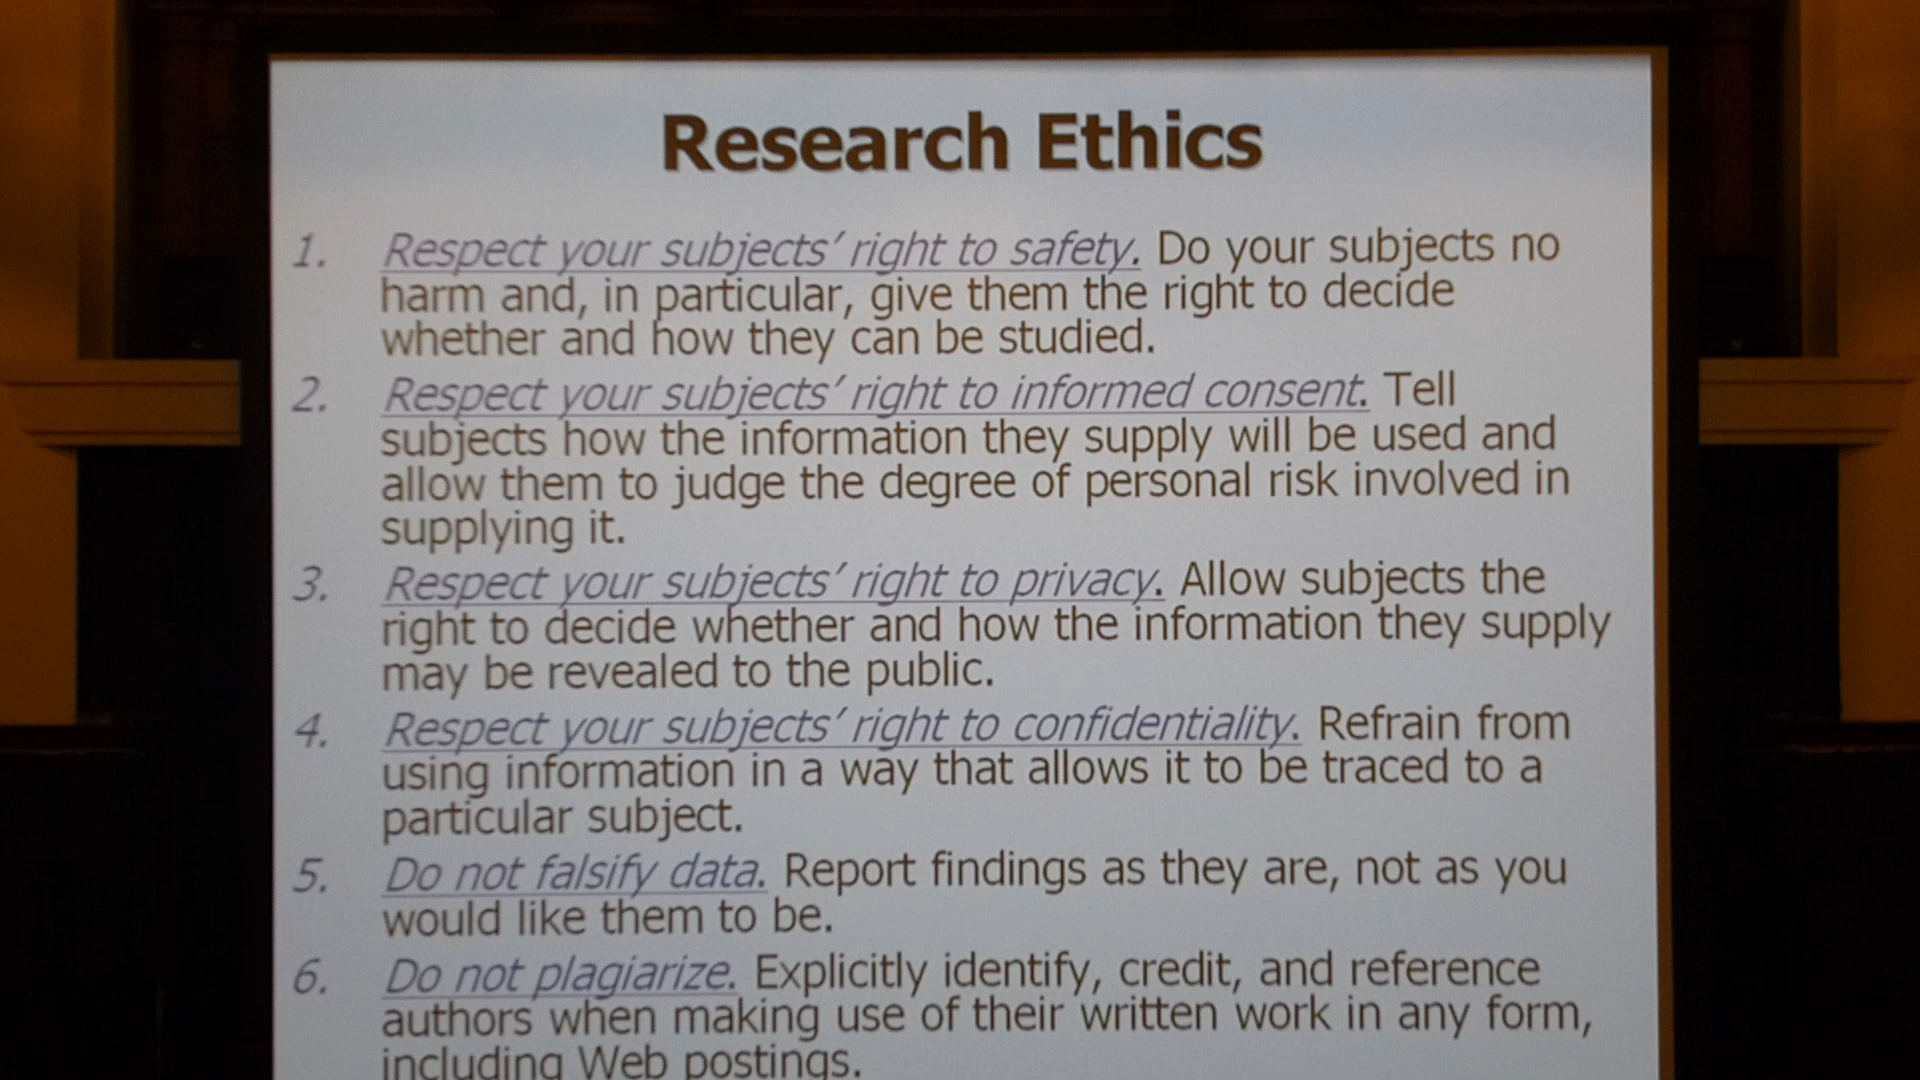 Research Ethics
1. Respect your subjects' right to safety. Do your subjects no
harm and, in particular, give them the right to decide
whether and how they can be studied.
2. Respect your subjects' right to informed consent. Tell
subjects how the information they supply will be used and
allow them to judge the degree of personal risk involved in
supplying it.
3. Respect your subjects' right to privacy. Allow subjects the
right to decide whether and how the information they supply
may be revealed to the public.
4. Respect your subjects' right to confidentiality. Refrain from
using information in a way that allows it to be traced to a
particular subject.
5. Do not falsify data. Report findings as they are, not as you
would like them to be.
6. Do not plagiarize. Explicitly identify, credit, and reference
authors when making use of their written work in any form,
including Web postings.